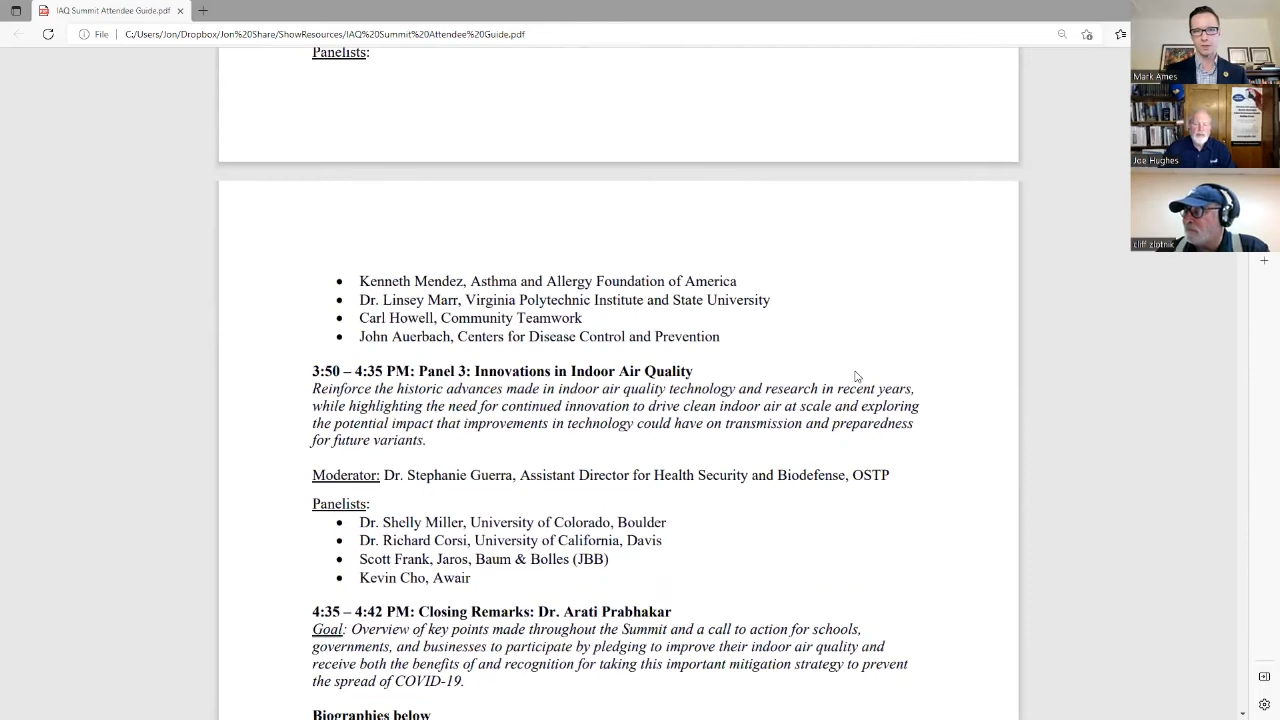 IAQ Summit Attendee Guide.pdf
File
C:/Users/Jon/Dropbox/Jon%20Share/ShowResources/IAQ%20Summit%20Attendee%20Guide.pdf
Panelists:
• Kenneth Mendez, Asthma and Allergy Foundation of America
• Dr. Linsey Marr, Virginia Polytechnic Institute and State University
• Carl Howell, Community Teamwork
• John Auerbach, Centers for Disease Control and Prevention
3:50 – 4:35 PM: Panel 3: Innovations in Indoor Air Quality
Reinforce the historic advances made in indoor air quality technology and research in recent years,
while highlighting the need for continued innovation to drive clean indoor air at scale and exploring
the potential impact that improvements in technology could have on transmission and preparedness
for future variants.
Moderator: Dr. Stephanie Guerra, Assistant Director for Health Security and Biodefense, OSTP
Panelists:
• Dr. Shelly Miller, University of Colorado, Boulder
• Dr. Richard Corsi, University of California, Davis
• Scott Frank, Jaros, Baum & Bolles (JBB)
• Kevin Cho, Awair
4:35 – 4:42 PM: Closing Remarks: Dr. Arati Prabhakar
Goal: Overview of key points made throughout the Summit and a call to action for schools,
governments, and businesses to participate by pledging to improve their indoor air quality and
receive both the benefits of and recognition for taking this important mitigation strategy to prevent
the spread of COVID-19.
Biographies below
Mark Ames
Joe Hughes
cliff zlotnik